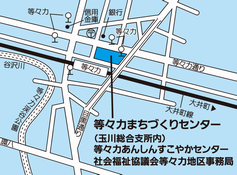 等々力
信用
金庫
銀行
等々力
等々力通り
谷沢川
等々力
大井町
大井町線
等々力まちづくりセンター
（玉川総合支所内）
等々力あんしんすこやかセンター
社会福祉協議会等々力地区事務局